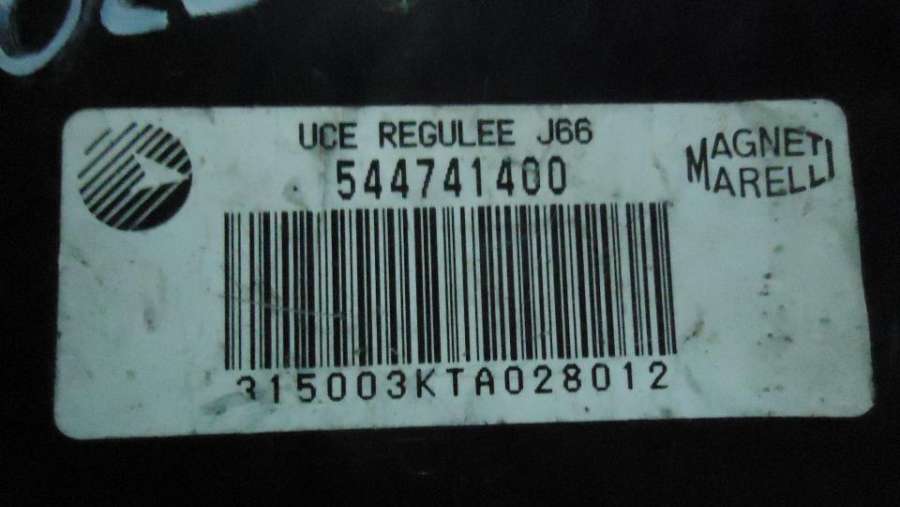 UCE REGULEE J66
544741400
MAGNETI
MARELLI
315003KTA028012